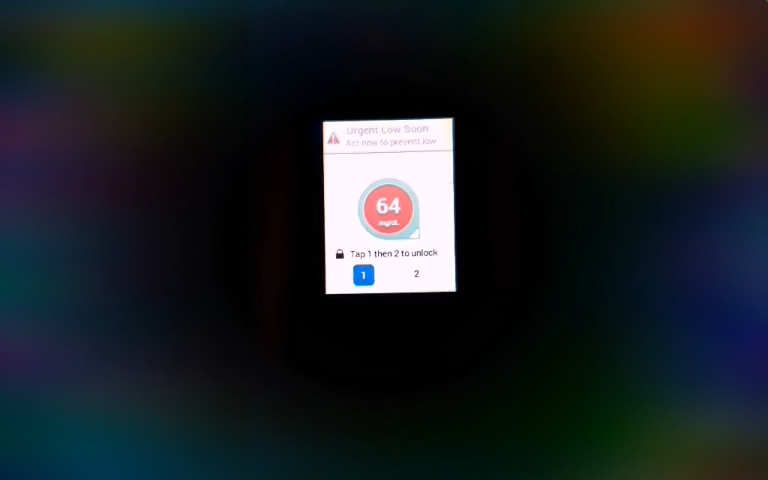 Urgent Low Soon
Act now to prevent low
64
mg/dL
Tap 1 then 2 to unlock
1 2